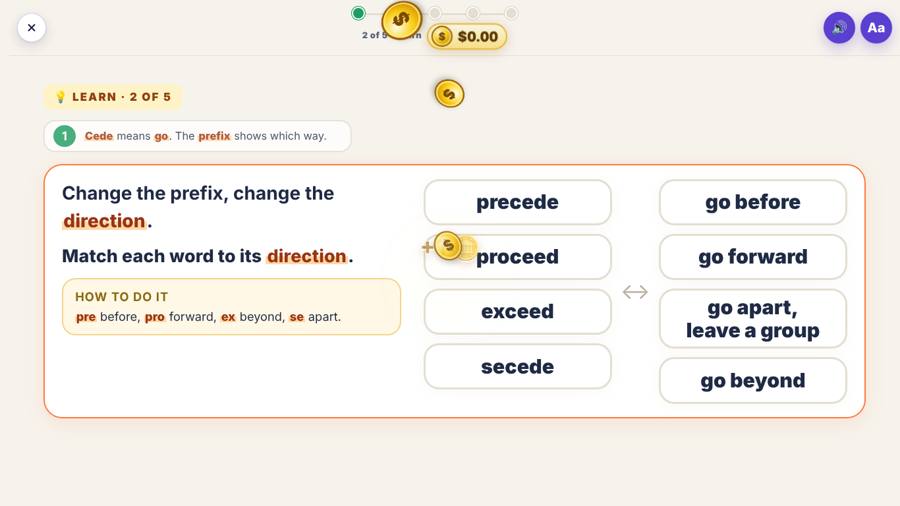 ✕
2 of 5
$0.00
Aa
LEARN · 2 OF 5
1 Cede means go. The prefix shows which way.
Change the prefix, change the
direction.
Match each word to its direction.
HOW TO DO IT
pre before, pro forward, ex beyond, se apart.
precede
proceed
exceed
secede
go before
go forward
go apart,
leave a group
go beyond